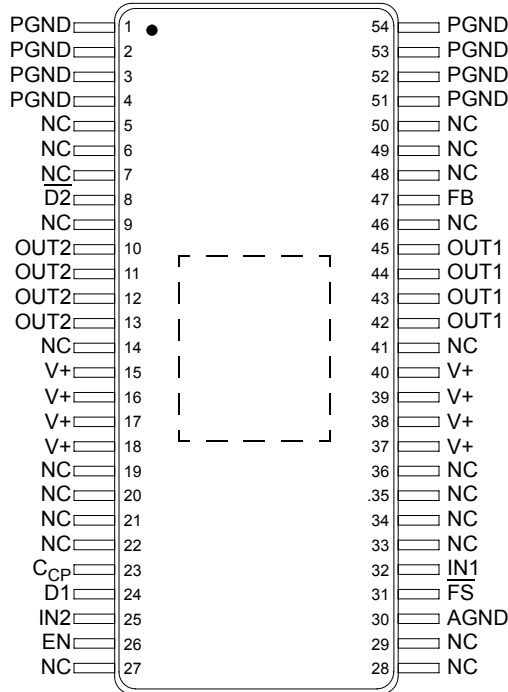 PGND 1 54 PGND
PGND 2 53 PGND
PGND 3 52 PGND
PGND 4 51 PGND
NC 5 50 NC
NC 6 49 NC
NC 7 48 NC
D2 8 47 FB
NC 9 46 NC
OUT2 10 45 OUT1
OUT2 11 44 OUT1
OUT2 12 43 OUT1
OUT2 13 42 OUT1
NC 14 41 NC
V+ 15 40 V+
V+ 16 39 V+
V+ 17 38 V+
V+ 18 37 V+
NC 19 36 NC
NC 20 .35 NC
NC 21 34 NC
NC 22 33 NC
CCP 23 32 IN1
D1 24 31 FS
IN2 25 30 AGND
EN 26 29 NC
NC 27 28 NC